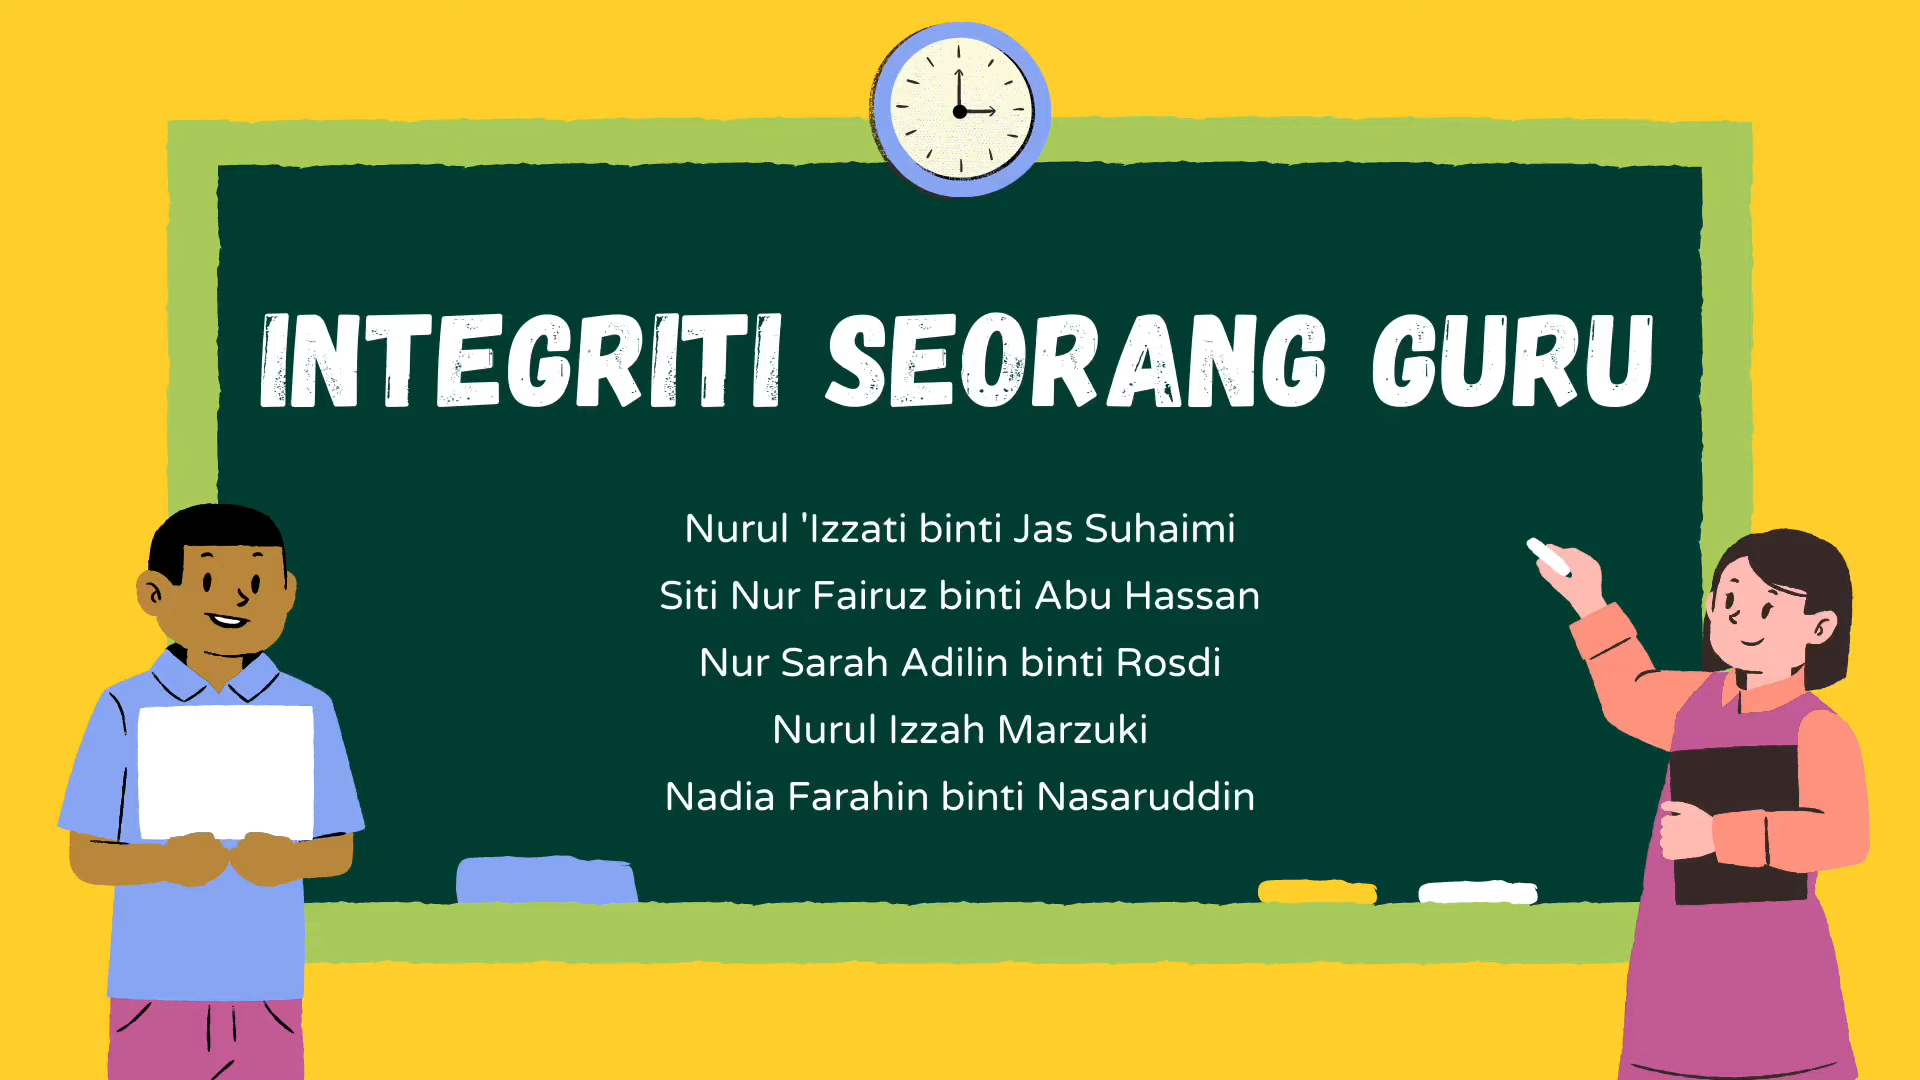 INTEGRITI SEORANG GURU
Nurul 'Izzati binti Jas Suhaimi
Siti Nur Fairuz binti Abu Hassan
Nur Sarah Adilin binti Rosdi
Nurul Izzah Marzuki
Nadia Farahin binti Nasaruddin